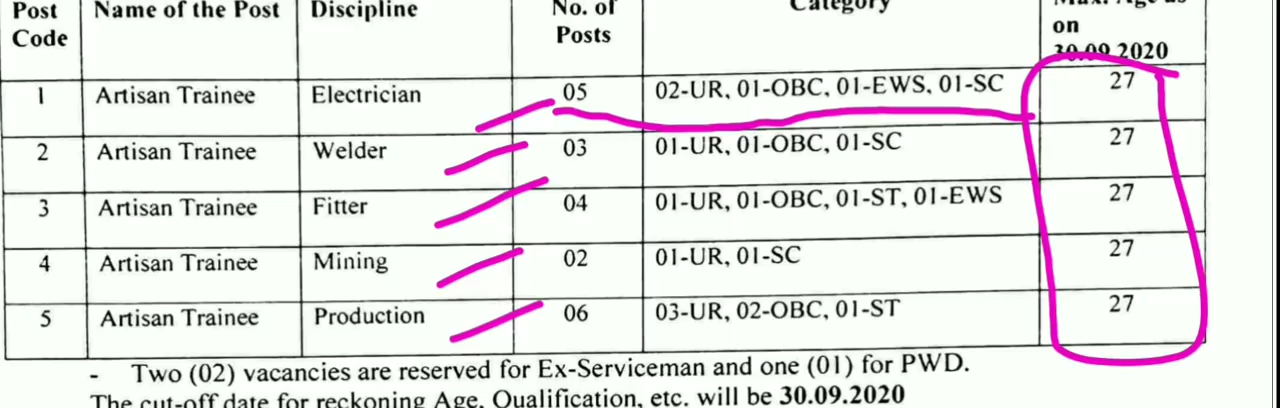 Post Code | Name of the Post | Discipline | No. of Posts | Category | Max. Age as on 30.09.2020
1 | Artisan Trainee | Electrician | 05 | 02-UR, 01-OBC, 01-EWS, 01-SC | 27
2 | Artisan Trainee | Welder | 03 | 01-UR, 01-OBC, 01-SC | 27
3 | Artisan Trainee | Fitter | 04 | 01-UR, 01-OBC, 01-ST, 01-EWS | 27
4 | Artisan Trainee | Mining | 02 | 01-UR, 01-SC | 27
5 | Artisan Trainee | Production | 06 | 03-UR, 02-OBC, 01-ST | 27
- Two (02) vacancies are reserved for Ex-Serviceman and one (01) for PWD.
The cut-off date for reckoning Age, Qualification, etc. will be 30.09.2020